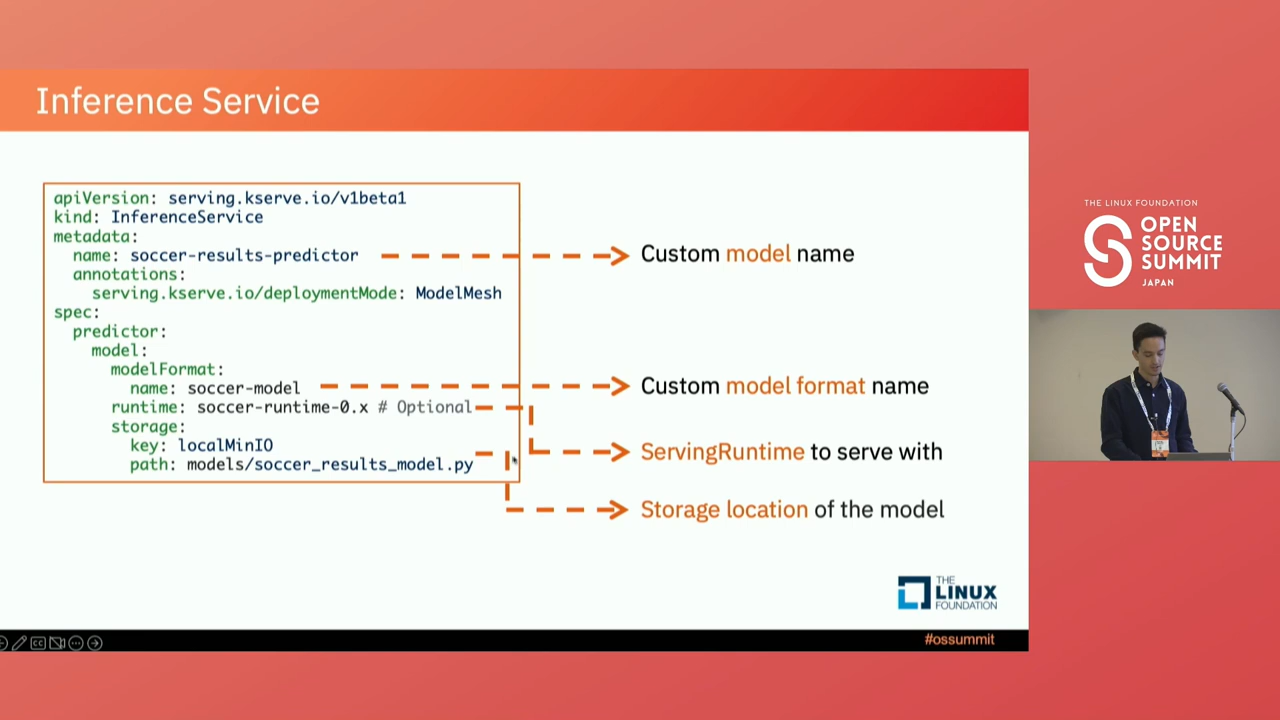 Inference Service
apiVersion: serving.kserve.io/v1beta1
kind: InferenceService
metadata:
name: soccer-results-predictor
annotations:
serving.kserve.io/deploymentMode: ModelMesh
spec:
predictor:
model:
modelFormat:
name: soccer-model
runtime: soccer-runtime-0.x # Optional
storage:
key: localMinIO
path: models/soccer_results_model.py
Custom model name
Custom model format name
ServingRuntime to serve with
Storage location of the model
THE
LINUX
FOUNDATION
#ossummit
CC
THE LINUX FOUNDATION
OPEN
SOURCE
SUMMIT
JAPAN